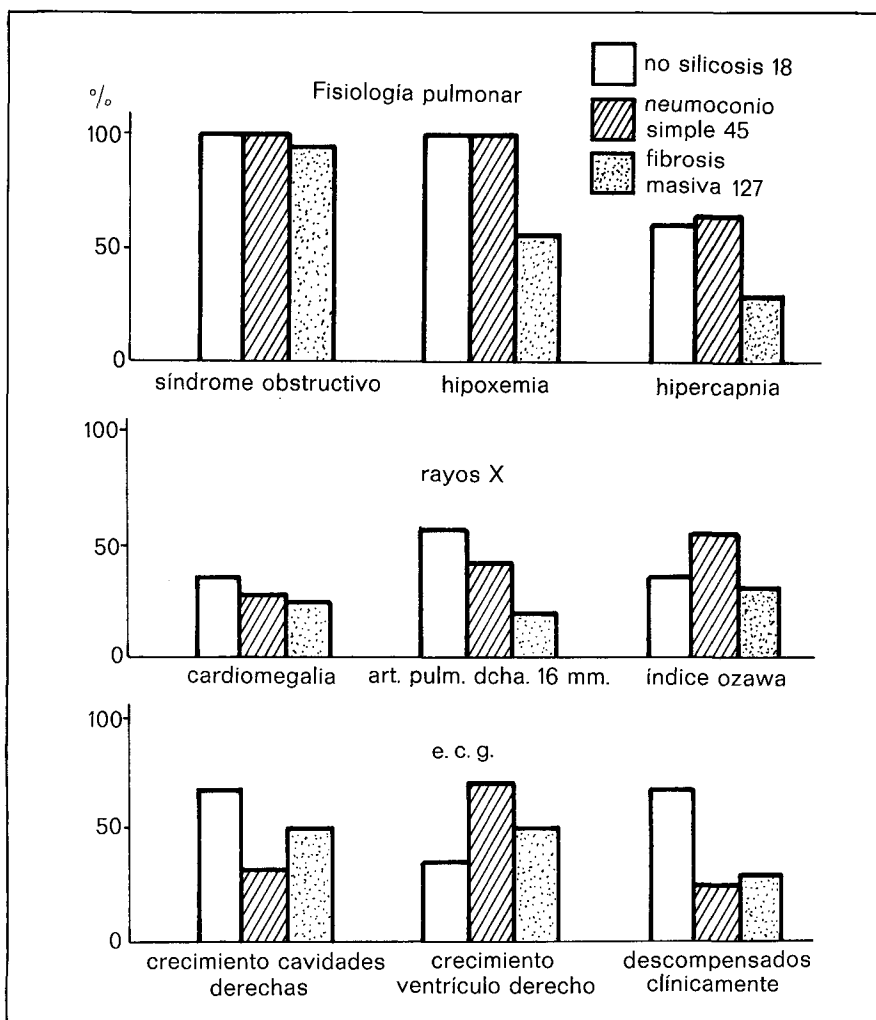 no silicosis 18
%
Fisiología pulmonar
neumoconio
simple 45
100
fibrosis
masiva 127
50
0
síndrome obstructivo
hipoxemia
hipercapnia
100
rayos X
50
0
cardiomegalia
art. pulm. dcha. 16 mm.
índice ozawa
100
e. c. g.
50
0
crecimiento cavidades
derechas
crecimiento
ventrículo derecho
descompensados
clínicamente